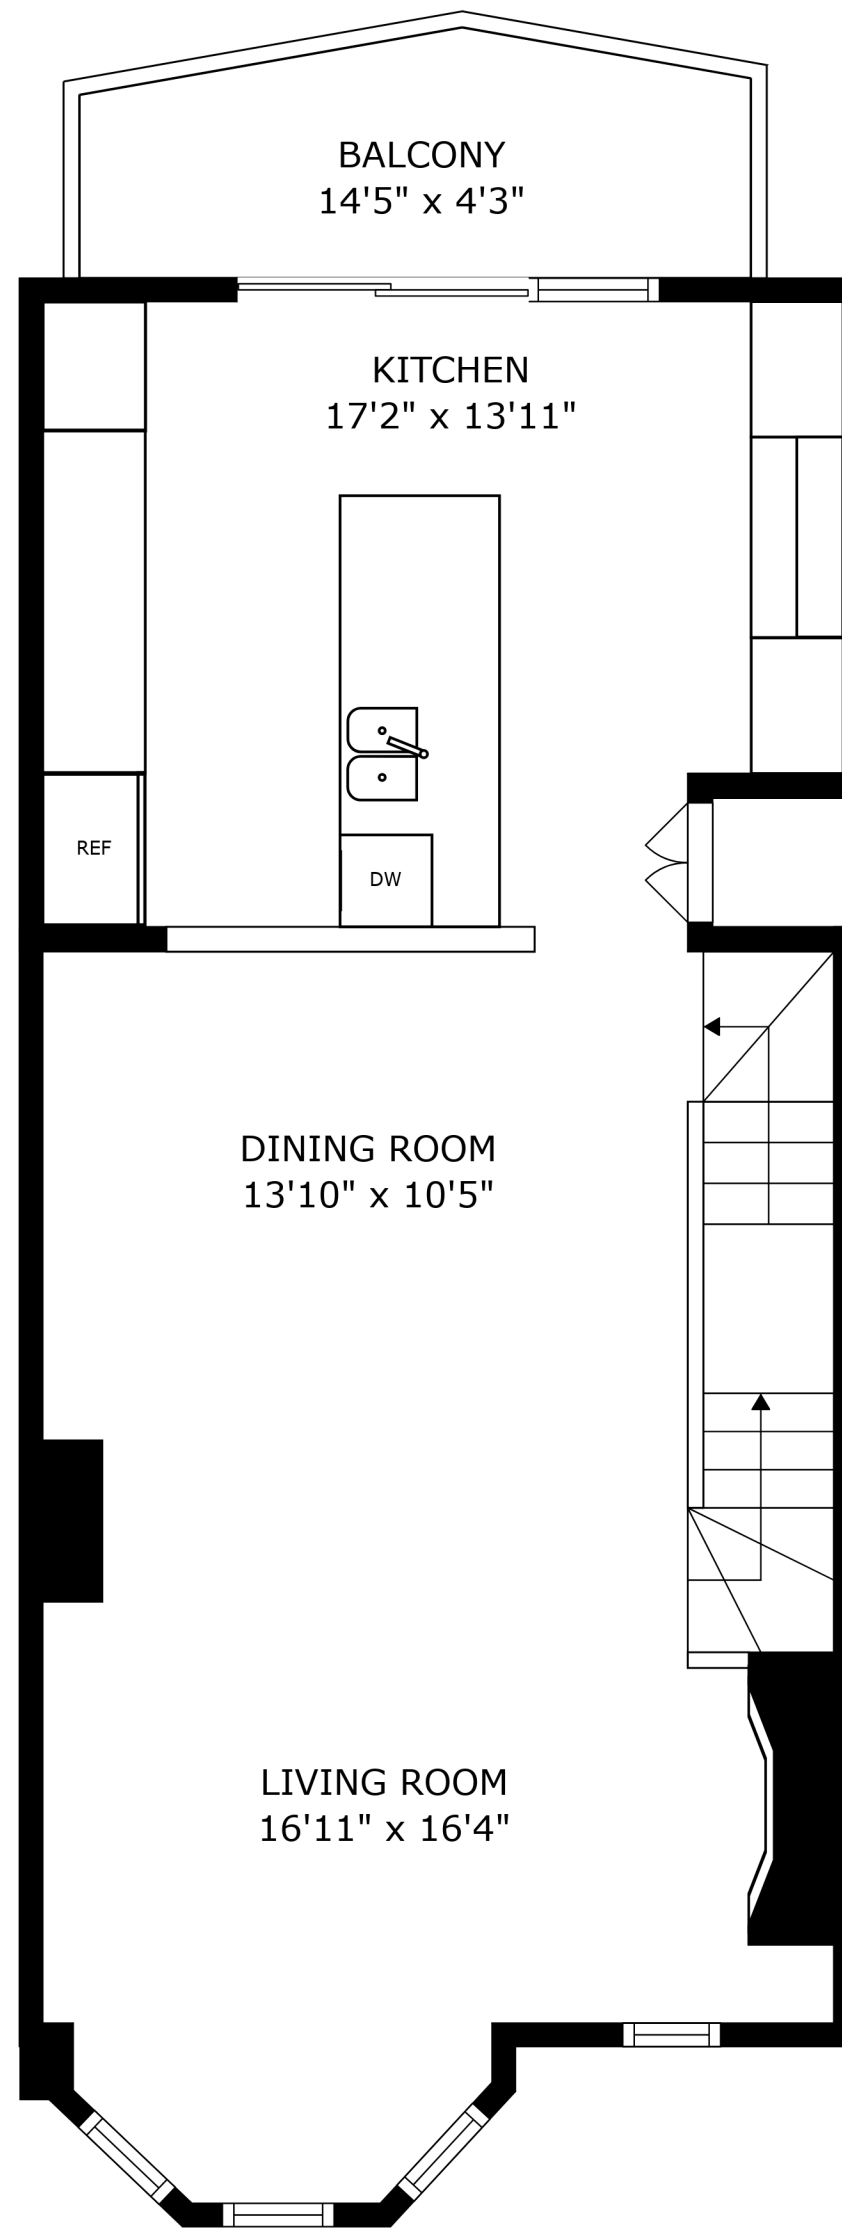 BALCONY
14'5" x 4'3"
KITCHEN
17'2" x 13'11"
REF
DW
DINING ROOM
13'10" x 10'5"
LIVING ROOM
16'11" x 16'4"